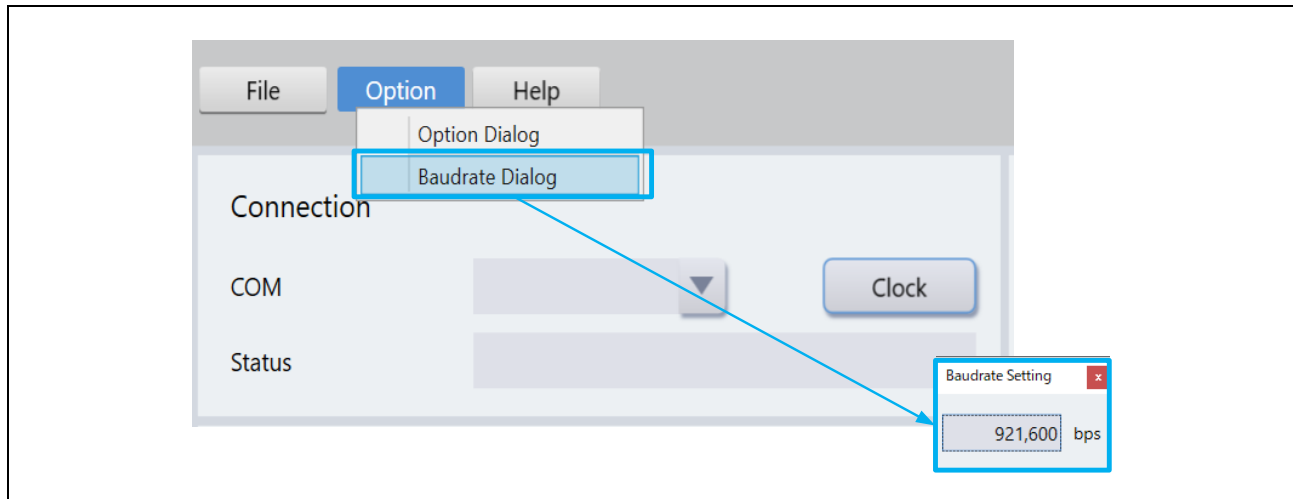 File Option Help
Option Dialog
Baudrate Dialog
Connection
COM Clock
Status
Baudrate Setting x
921,600 bps